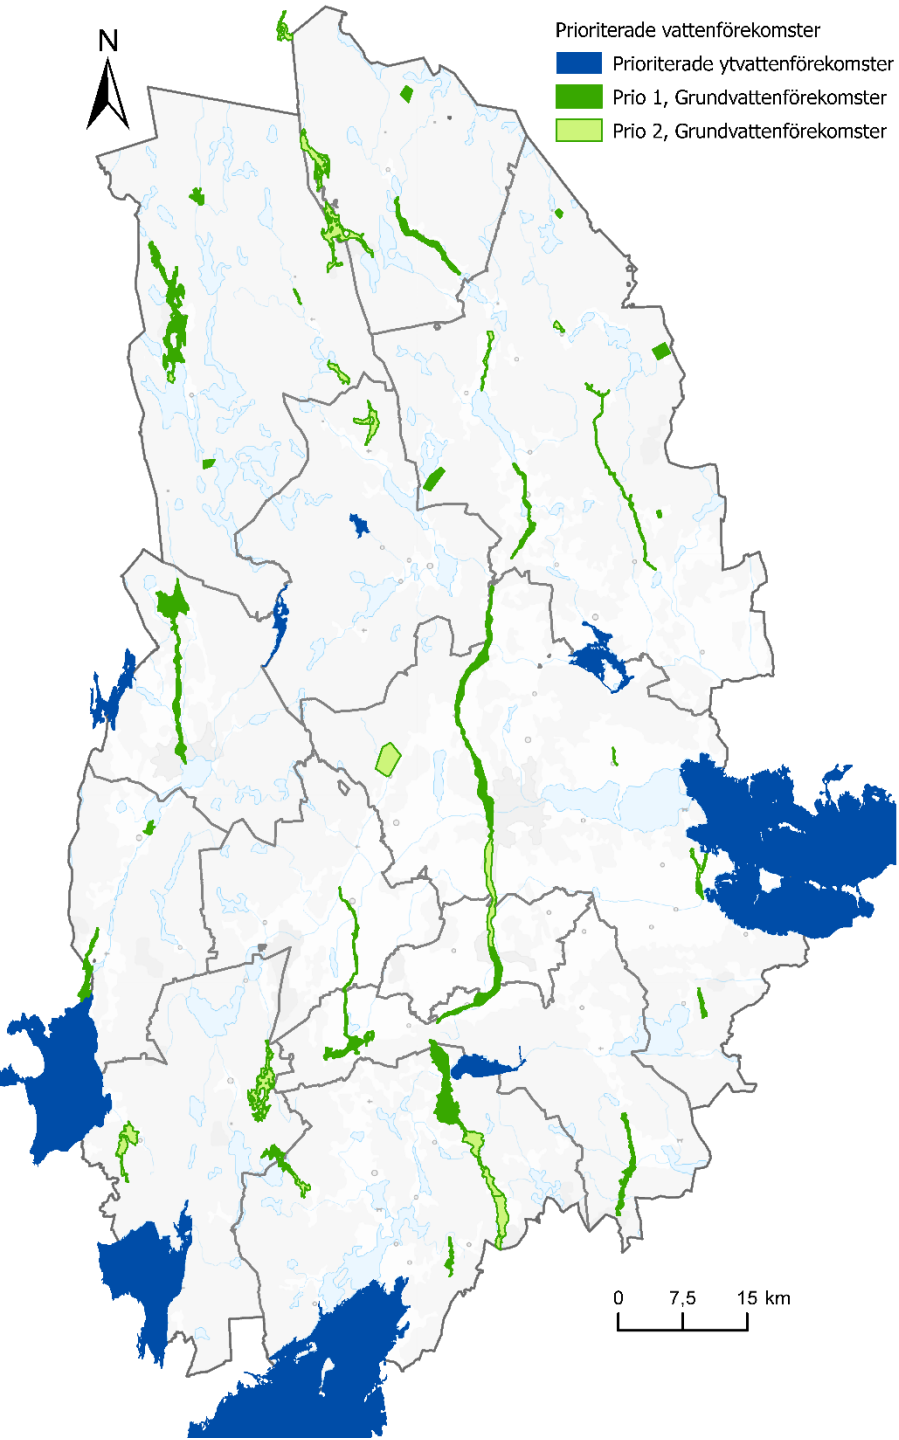 N
Prioriterade vattenförekomster
Prioriterade ytvattenförekomster
Prio 1, Grundvattenförekomster
Prio 2, Grundvattenförekomster
0 7,5 15 km